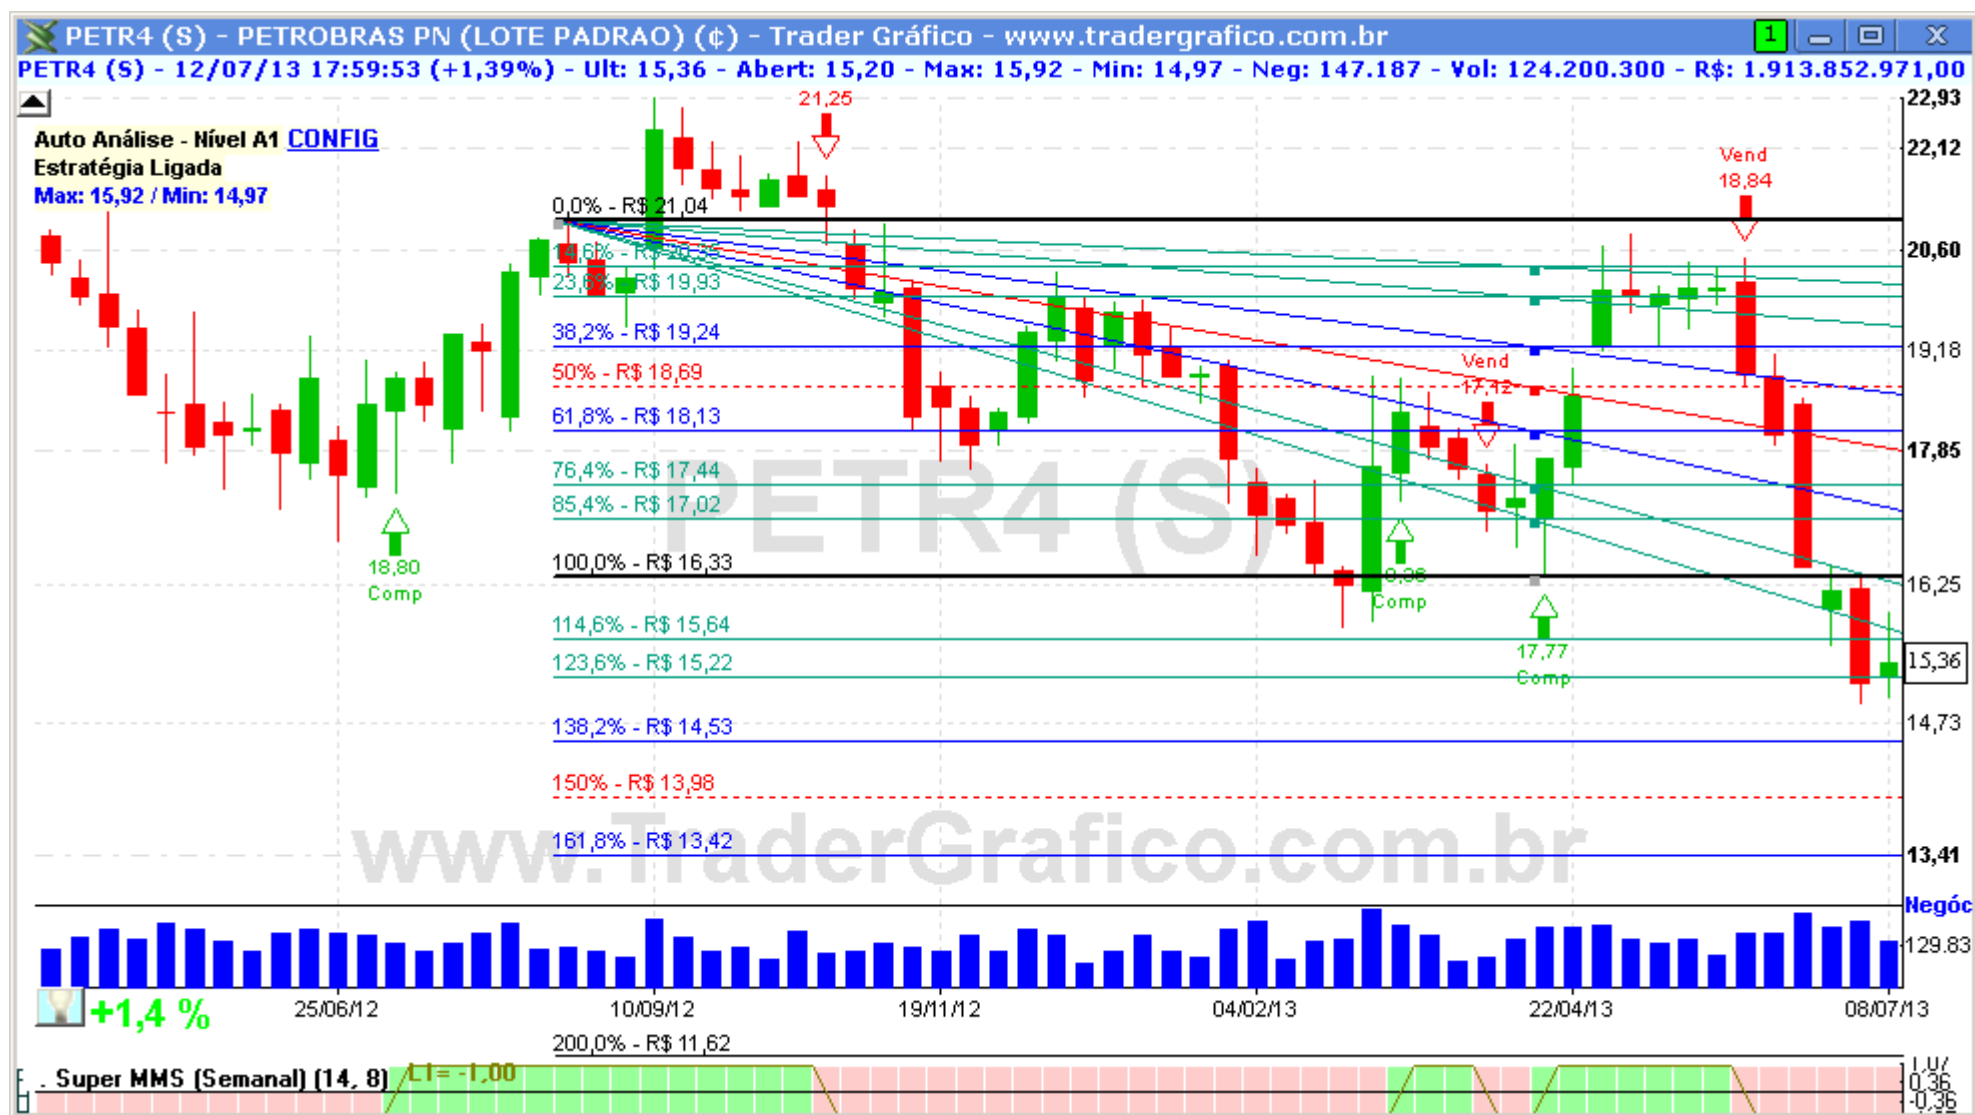 PETR4 (S) - PETROBRAS PN (LOTE PADRAO) (¢) - Trader Gráfico - www.tradergrafico.com.br
1
PETR4 (S) - 12/07/13 17:59:53 (+1,39%) - Ult: 15,36 - Abert: 15,20 - Max: 15,92 - Min: 14,97 - Neg: 147.187 - Vol: 124.200.300 - R$: 1.913.852.971,00
Auto Análise - Nível A1 CONFIG
Estratégia Ligada
Max: 15,92 / Min: 14,97
21,25
22,93
22,12
Vend
18,84
0,0% - R$ 21,04
20,60
23,6% - R$ 19,93
38,2% - R$ 19,24
19,18
Vend
17,12
50% - R$ 18,69
61,8% - R$ 18,13
17,85
76,4% - R$ 17,44
85,4% - R$ 17,02
PETR4 (S)
100,0% - R$ 16,33
18,80
Comp
Comp
16,25
114,6% - R$ 15,64
17,77
Comp
123,6% - R$ 15,22
15,36
138,2% - R$ 14,53
14,73
150% - R$ 13,98
161,8% - R$ 13,42
www.TraderGrafico.com.br
13,41
Negóc
129.83
+1,4 %
25/06/12
10/09/12
19/11/12
04/02/13
22/04/13
08/07/13
200,0% - R$ 11,62
. Super MMS (Semanal) (14, 8)
L1= -1,00
1,07
0,36
-0,36